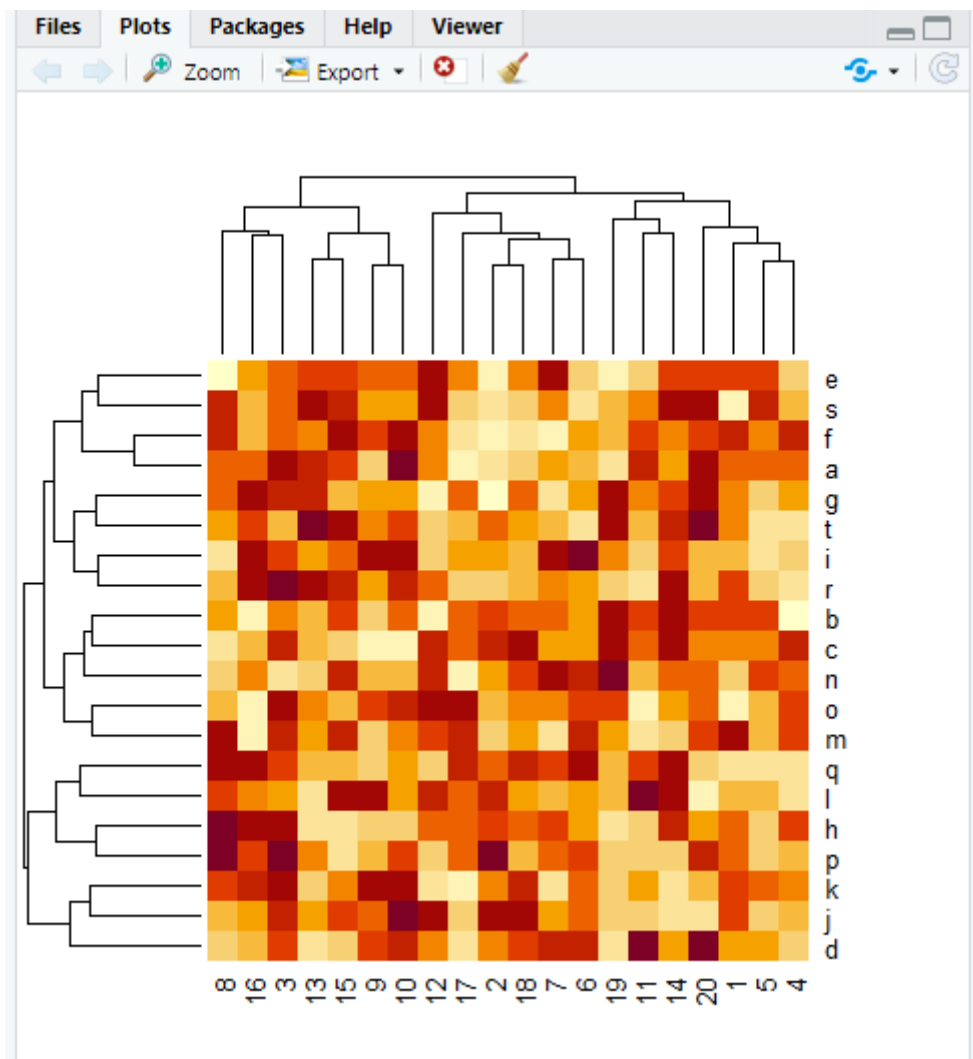 Files Plots Packages Help Viewer
Zoom Export
e
s
f
a
g
t
i
r
b
c
n
o
m
q
l
h
p
k
j
d
8 16 3 13 15 9 10 12 17 2 18 7 6 19 11 14 20 1 5 4